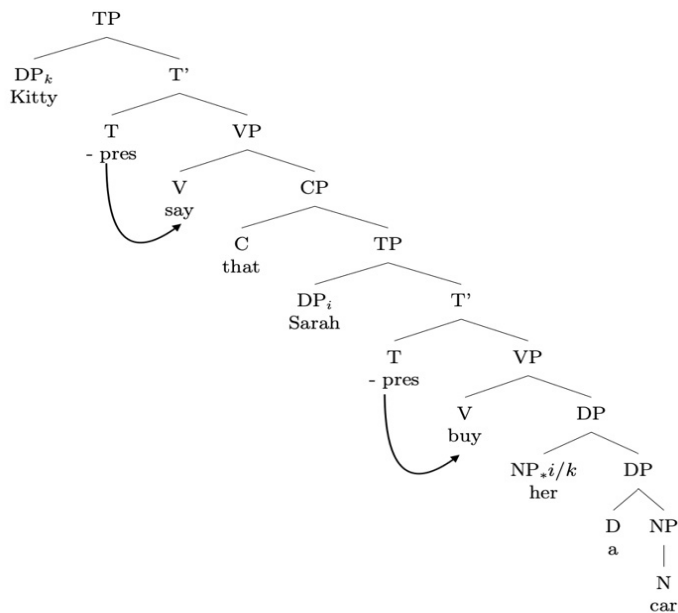 TP
DPₖ T'
Kitty
T VP
- pres
V CP
say
C TP
that
DPᵢ T'
Sarah
T VP
- pres
V DP
buy
NP*i/k DP
her
D NP
a
N
car